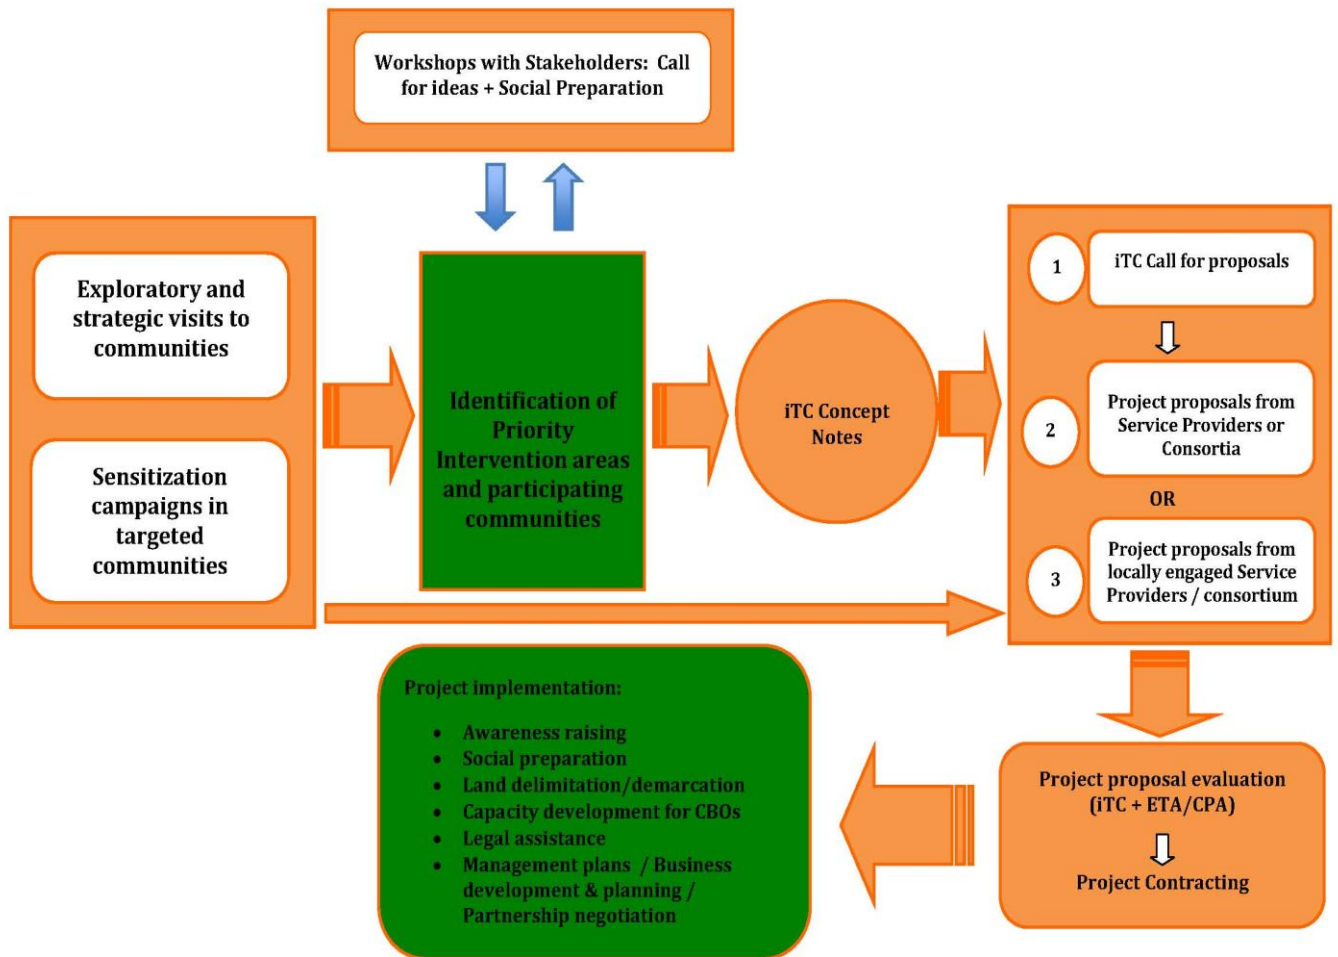 Workshops with Stakeholders: Call
for ideas + Social Preparation
Exploratory and
strategic visits to
communities
Sensitization
campaigns in
targeted
communities
Identification of
Priority
Intervention areas
and participating
communities
iTC Concept
Notes
1
iTC Call for proposals
2
Project proposals from
Service Providers or
Consortia
OR
3
Project proposals from
locally engaged Service
Providers / consortium
Project proposal evaluation
(iTC + ETA/CPA)
Project Contracting
Project implementation:
• Awareness raising
• Social preparation
• Land delimitation/demarcation
• Capacity development for CBOs
• Legal assistance
• Management plans / Business
development & planning /
Partnership negotiation